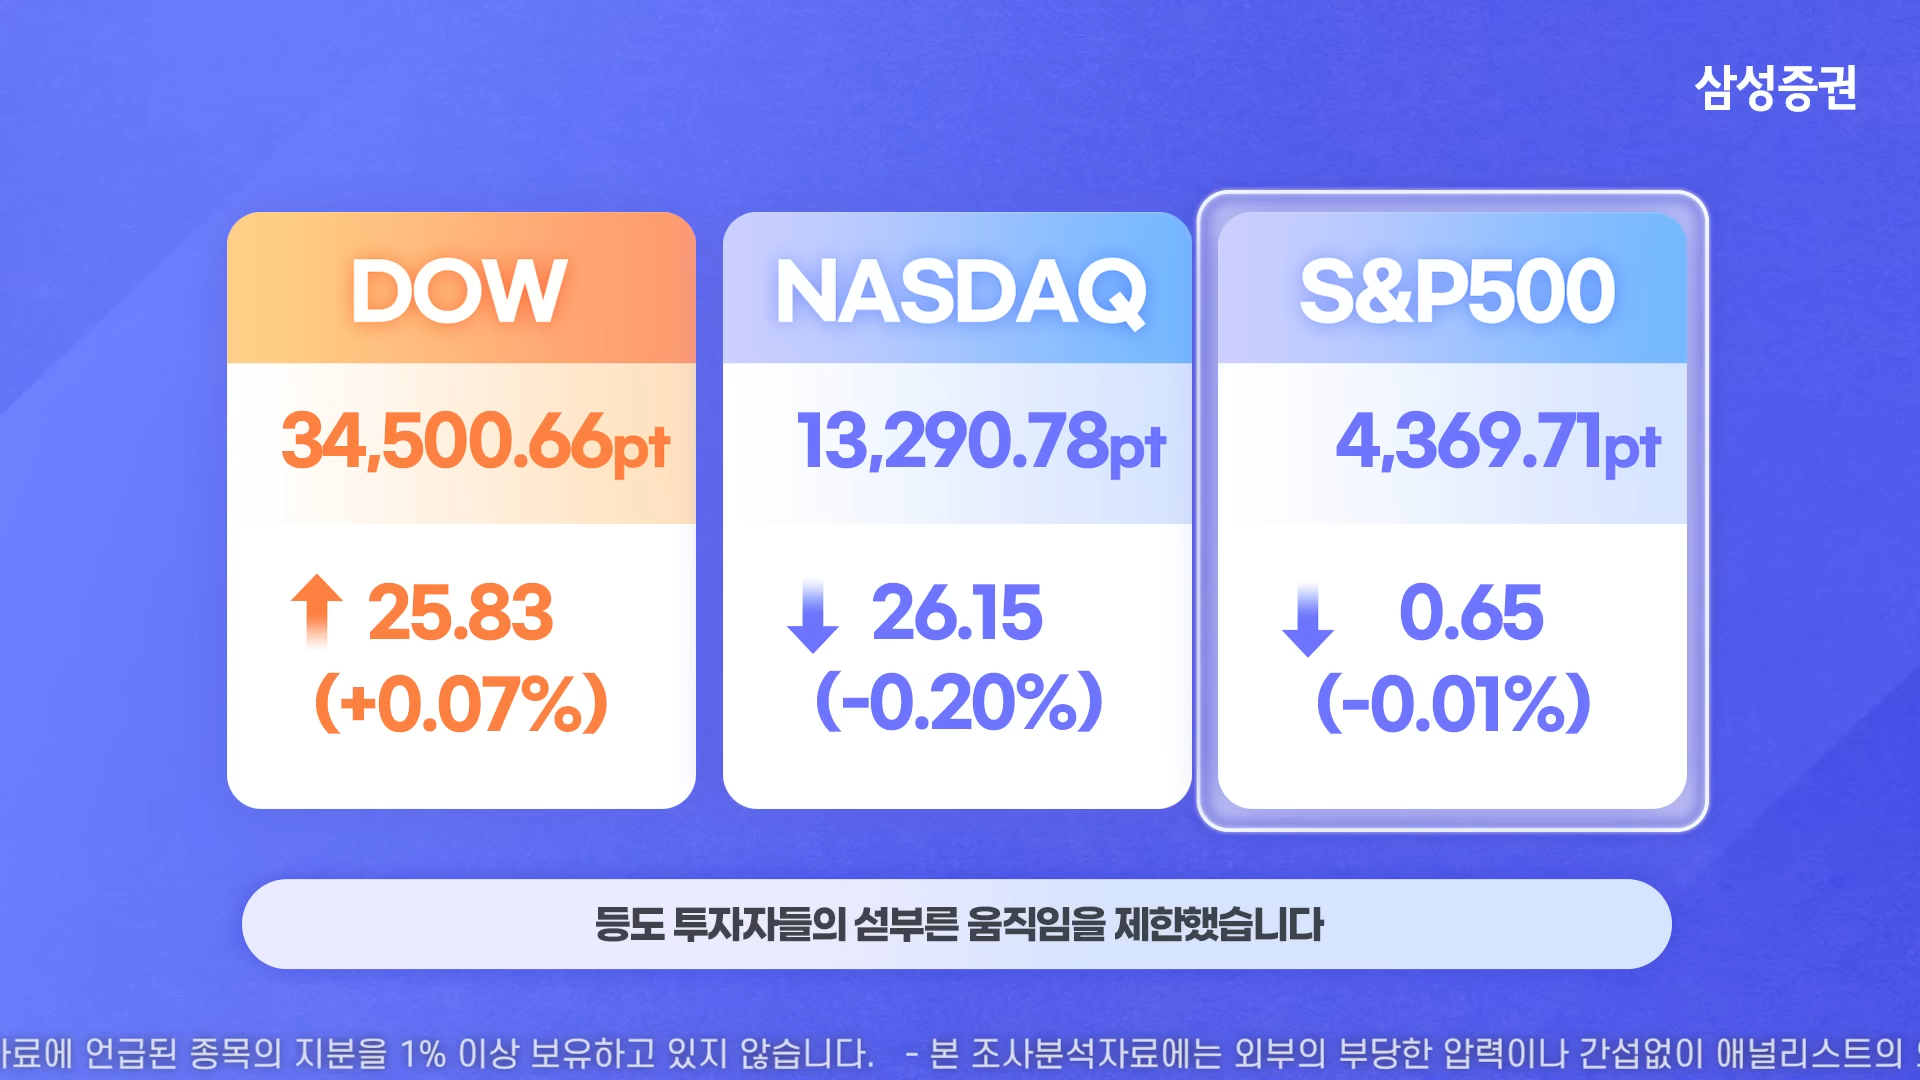 삼성증권
DOW
34,500.66pt
25.83
(+0.07%)
NASDAQ
13,290.78pt
26.15
(-0.20%)
S&P500
4,369.71pt
0.65
(-0.01%)
등도 투자자들의 섣부른 움직임을 제한했습니다
자료에 언급된 종목의 지분을 1% 이상 보유하고 있지 않습니다. - 본 조사분석자료에는 외부의 부당한 압력이나 간섭없이 애널리스트의